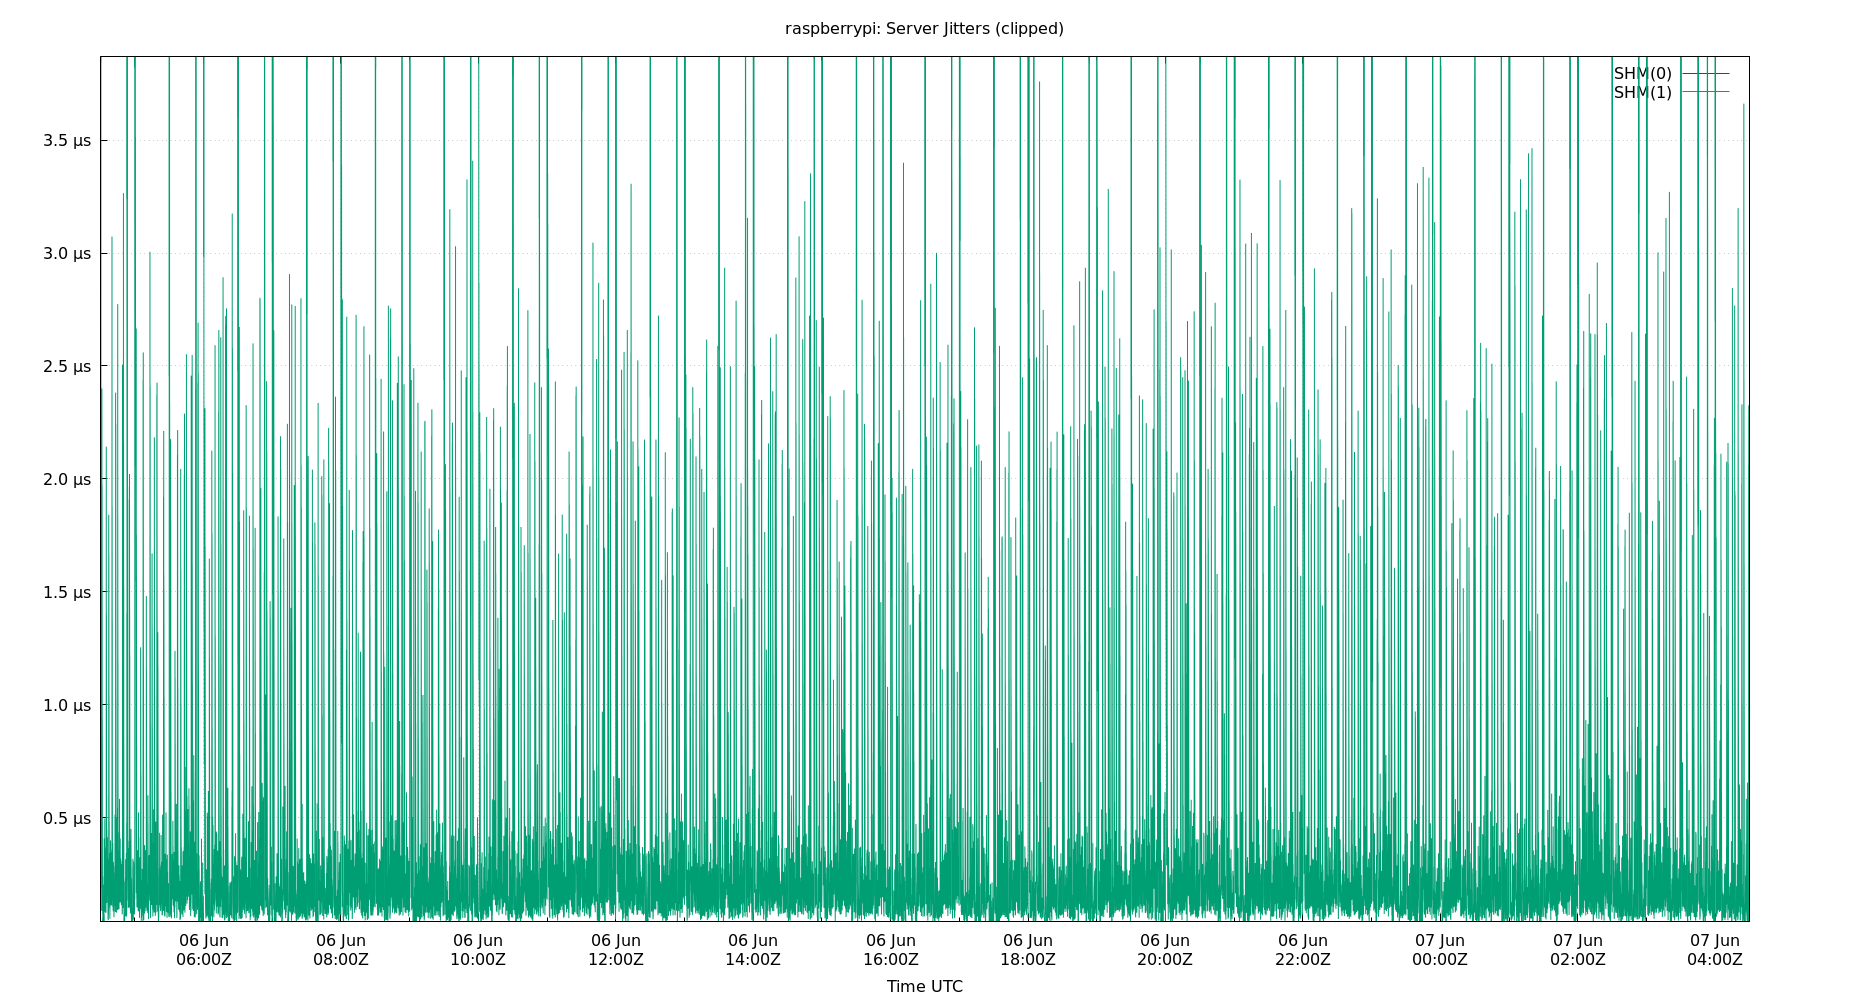 raspberrypi: Server Jitters (clipped)
SHM(0)
SHM(1)
3.5 µs
3.0 µs
2.5 µs
2.0 µs
1.5 µs
1.0 µs
0.5 µs
06 Jun 06 Jun 06 Jun 06 Jun 06 Jun 06 Jun 06 Jun 06 Jun 06 Jun 07 Jun 07 Jun 07 Jun
06:00Z 08:00Z 10:00Z 12:00Z 14:00Z 16:00Z 18:00Z 20:00Z 22:00Z 00:00Z 02:00Z 04:00Z
Time UTC